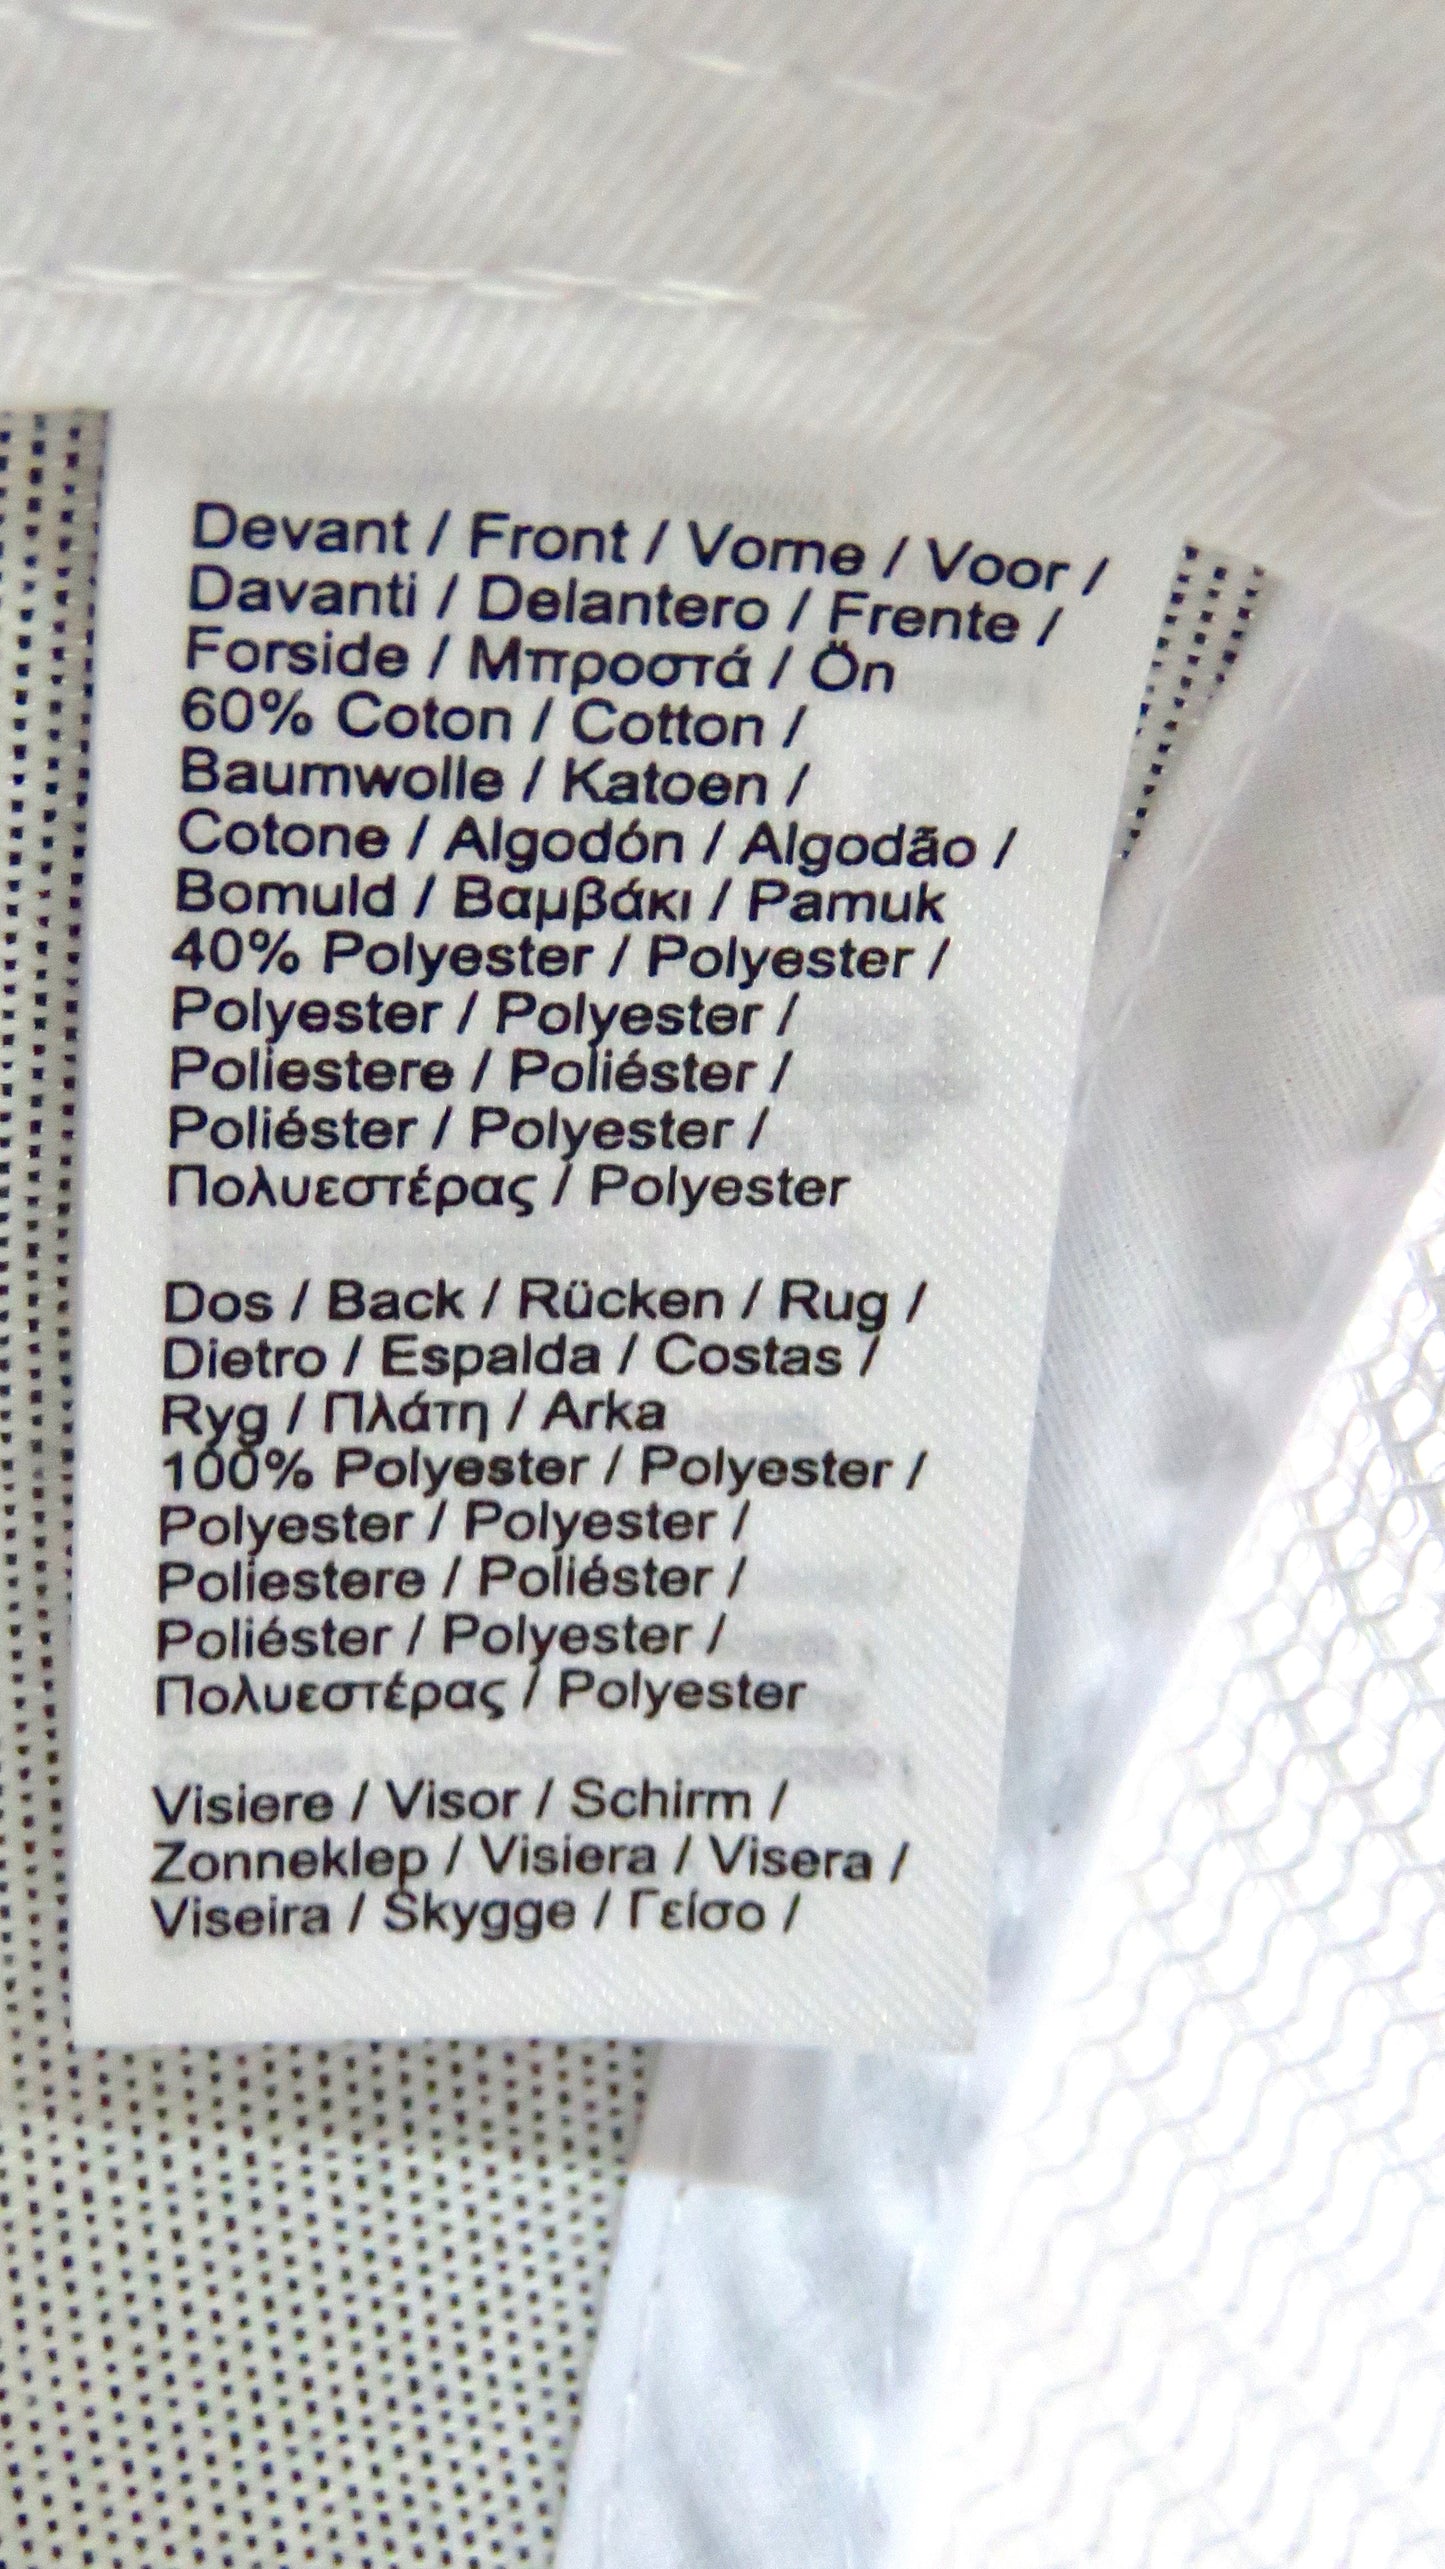 Devant / Front / Vorne / Voor /
Davanti / Delantero / Frente /
Forside / Μπροστά / Ön
60% Coton / Cotton /
Baumwolle / Katoen /
Cotone / Algodón / Algodão /
Bomuld / Βαμβάκι / Pamuk
40% Polyester / Polyester /
Polyester / Polyester /
Poliestere / Poliéster /
Poliéster / Polyester /
Πολυεστέρας / Polyester
Dos / Back / Rücken / Rug /
Dietro / Espalda / Costas /
Ryg / Πλάτη / Arka
100% Polyester / Polyester /
Polyester / Polyester /
Poliestere / Poliéster /
Poliéster / Polyester /
Πολυεστέρας / Polyester
Visiere / Visor / Schirm /
Zonneklep / Visiera / Visera /
Viseira / Skygge / Γείσο /